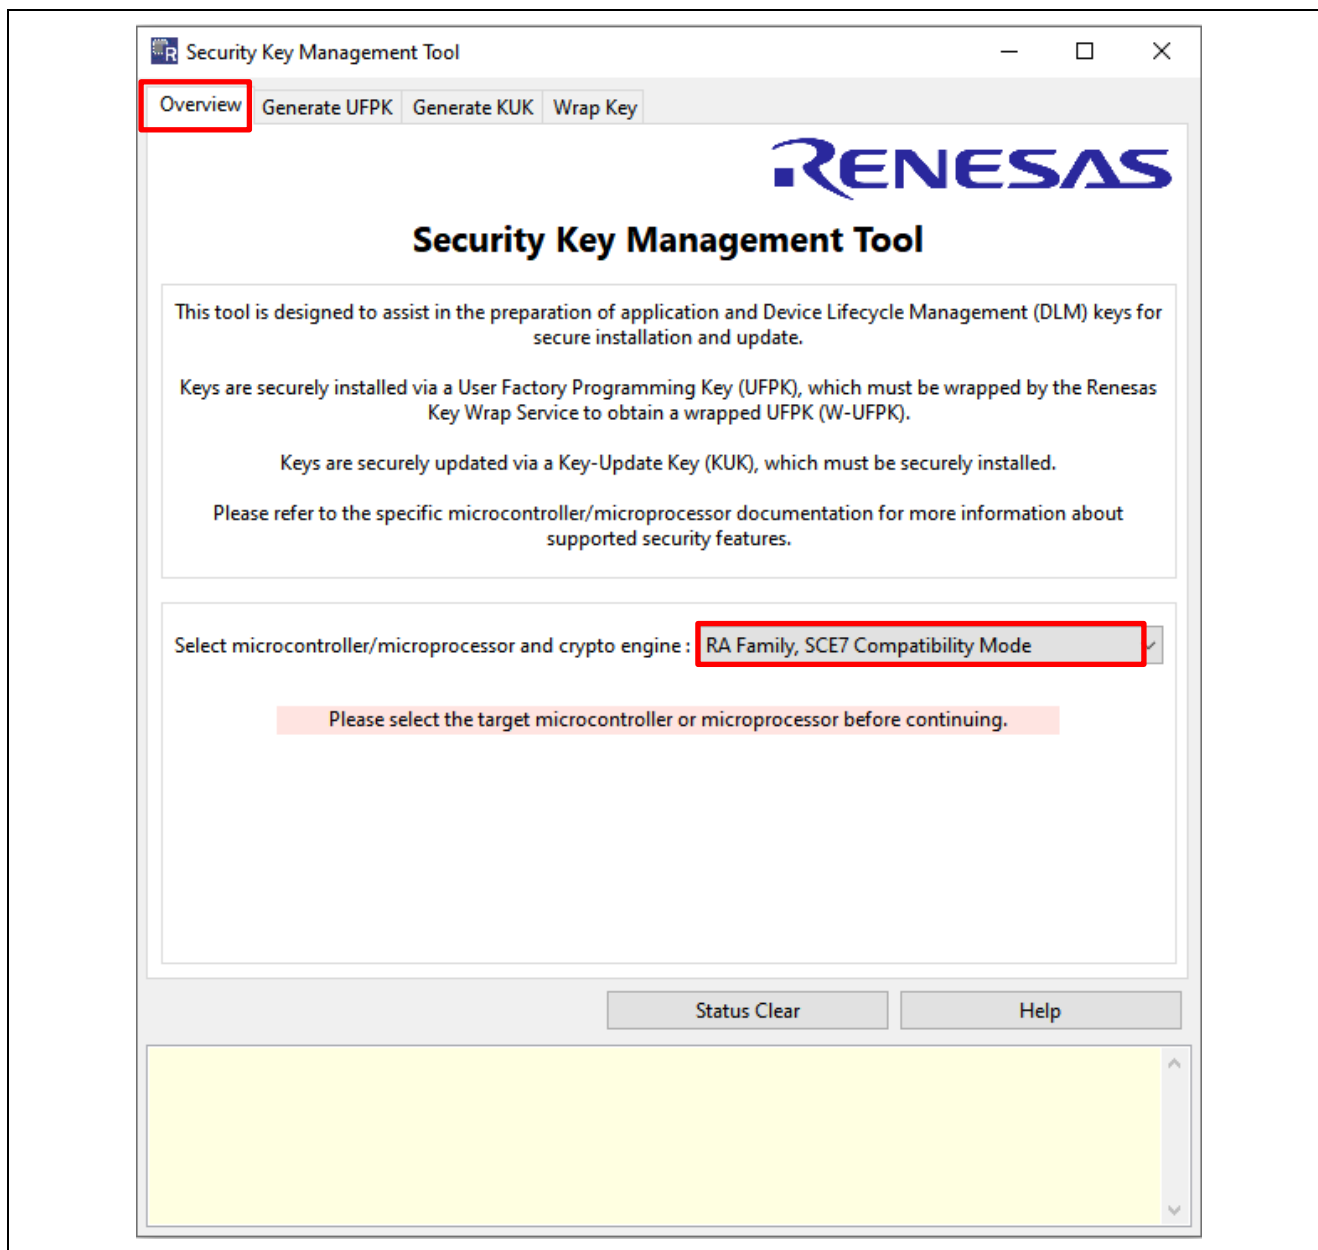 Security Key Management Tool
Overview Generate UFPK Generate KUK Wrap Key
RENESAS
Security Key Management Tool
This tool is designed to assist in the preparation of application and Device Lifecycle Management (DLM) keys for
secure installation and update.
Keys are securely installed via a User Factory Programming Key (UFPK), which must be wrapped by the Renesas
Key Wrap Service to obtain a wrapped UFPK (W-UFPK).
Keys are securely updated via a Key-Update Key (KUK), which must be securely installed.
Please refer to the specific microcontroller/microprocessor documentation for more information about
supported security features.
Select microcontroller/microprocessor and crypto engine : RA Family, SCE7 Compatibility Mode
Please select the target microcontroller or microprocessor before continuing.
Status Clear Help